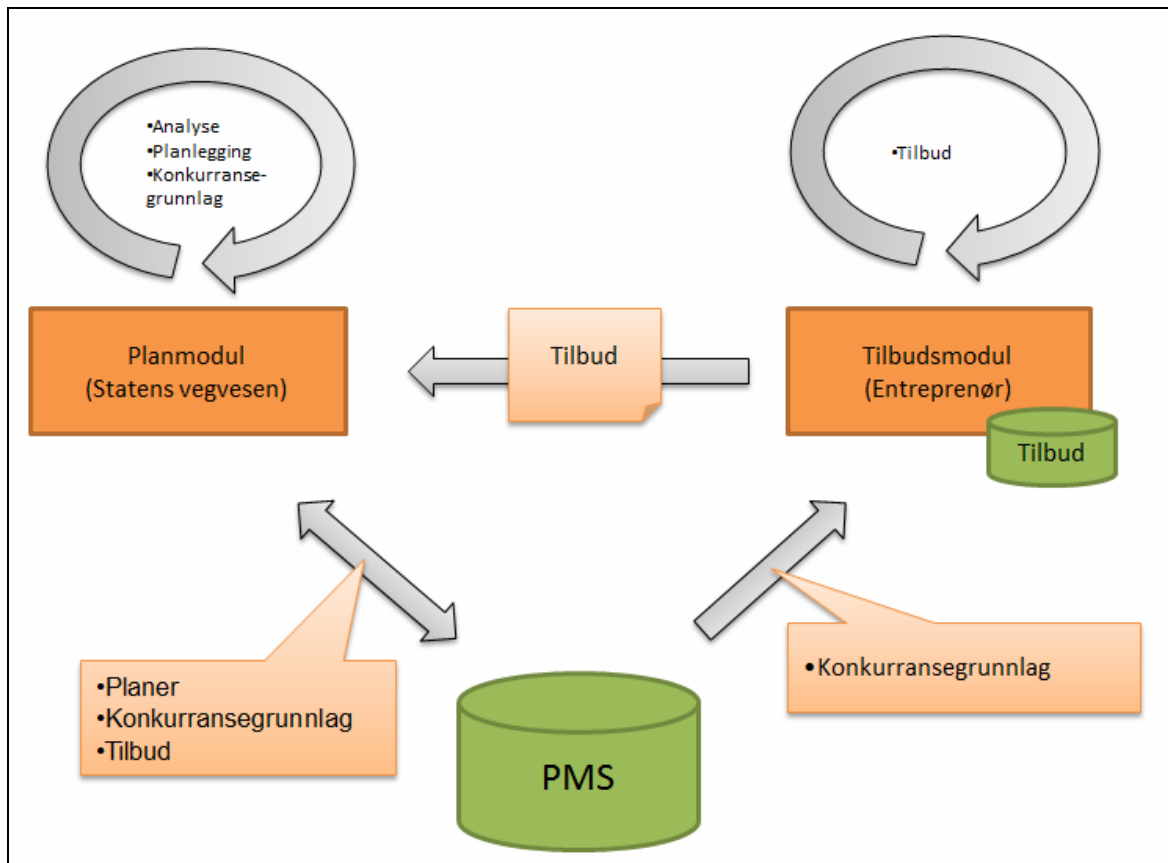 •Analyse
•Planlegging
•Konkurranse-
grunnlag
•Tilbud
Planmodul
(Statens vegvesen)
Tilbud
Tilbudsmodul
(Entreprenør)
Tilbud
•Planer
•Konkurransegrunnlag
•Tilbud
•Konkurransegrunnlag
PMS